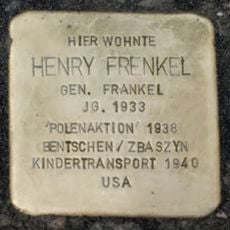 HIER WOHNTE
HENRY FRENKEL
GEN. FRANKEL
JG. 1933
'POLENAKTION' 1938
BENTSCHEN / ZBASZYN
KINDERTRANSPORT 1940
USA